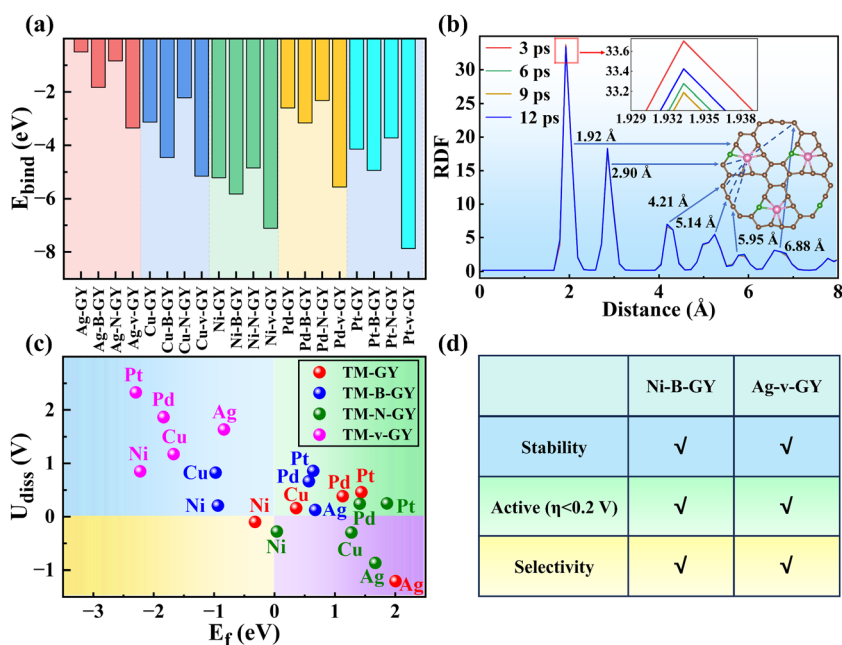 (a)
E_bind (eV)
0
−2
−4
−6
−8
Ag-GY
Ag-B-GY
Ag-N-GY
Ag-v-GY
Cu-GY
Cu-B-GY
Cu-N-GY
Cu-v-GY
Ni-GY
Ni-B-GY
Ni-N-GY
Ni-v-GY
Pd-GY
Pd-B-GY
Pd-N-GY
Pd-v-GY
Pt-GY
Pt-B-GY
Pt-N-GY
Pt-v-GY
(b)
RDF
30
25
20
15
10
5
0
3 ps
6 ps
9 ps
12 ps
33.6
33.4
33.2
1.929 1.932 1.935 1.938
1.92 Å
2.90 Å
4.21 Å
5.14 Å
5.95 Å
6.88 Å
0 2 4 6 8
Distance (Å)
(c)
U_diss (V)
2
1
0
−1
TM-GY
TM-B-GY
TM-N-GY
TM-v-GY
Pt
Pd
Ag
Cu
Ni
Cu
Ni
Pt
Pd
Ag
Ni
Cu
Pd
Pt
Ag
Ni
Pd
Pt
Cu
Ag
−3 −2 −1 0 1 2
E_f (eV)
(d)
Ni-B-GY Ag-v-GY
Stability √ √
Active (η<0.2 V) √ √
Selectivity √ √